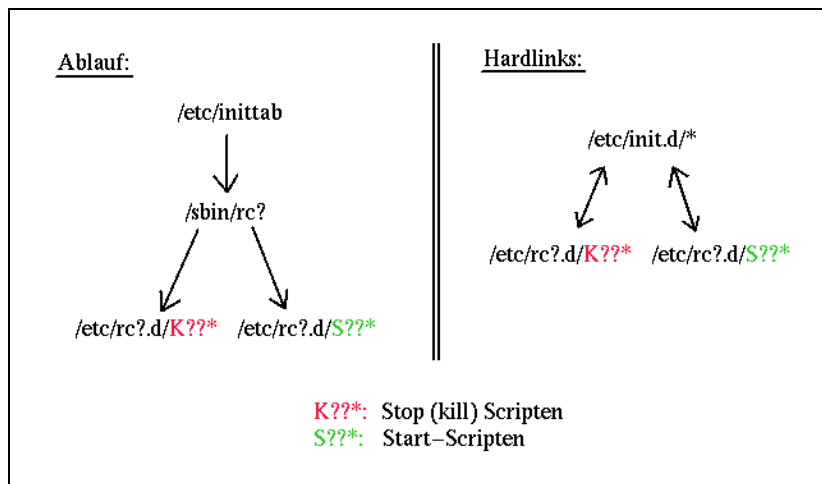 Ablauf:
/etc/inittab
/sbin/rc?
/etc/rc?.d/K??* /etc/rc?.d/S??*
Hardlinks:
/etc/init.d/*
/etc/rc?.d/K??* /etc/rc?.d/S??*
K??*: Stop (kill) Scripten
S??*: Start-Scripten